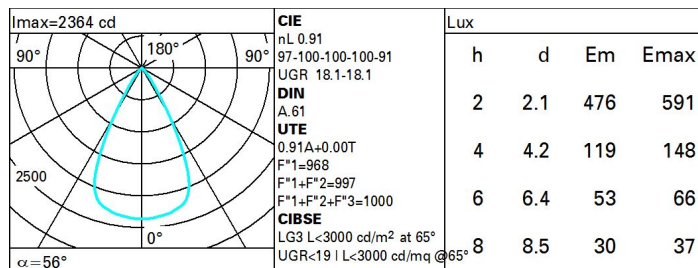 Imax=2364 cd
90° 180° 90°
2500
0°
α=56°
CIE
nL 0.91
97-100-100-100-91
UGR 18.1-18.1
DIN
A.61
UTE
0.91A+0.00T
F"1=968
F"1+F"2=997
F"1+F"2+F"3=1000
CIBSE
LG3 L<3000 cd/m² at 65°
UGR<19 | L<3000 cd/mq @65°
Lux
h d Em Emax
2 2.1 476 591
4 4.2 119 148
6 6.4 53 66
8 8.5 30 37